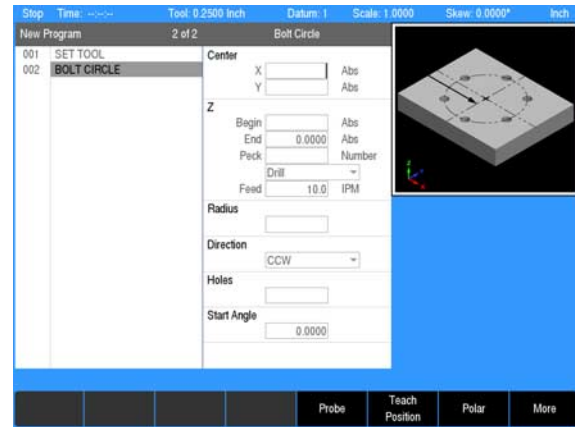 Stop Time: --:--:-- Tool: 0.2500 Inch Datum: 1 Scale: 1.0000 Skew: 0.0000° Inch
New Program 2 of 2 Bolt Circle
001 SET TOOL
002 BOLT CIRCLE
Center
X Abs
Y Abs
Z
Begin Abs
End 0.0000 Abs
Peck Number
Drill
Feed 10.0 IPM
Radius
Direction
CCW
Holes
Start Angle
0.0000
Z
Probe Teach Position Polar More